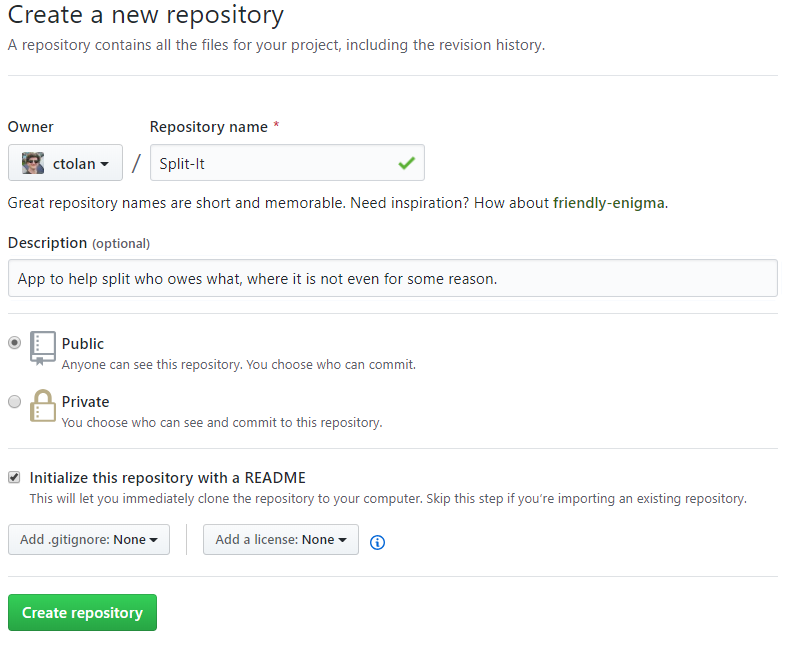 Create a new repository
A repository contains all the files for your project, including the revision history.
Owner Repository name *
ctolan / Split-It
Great repository names are short and memorable. Need inspiration? How about friendly-enigma.
Description (optional)
App to help split who owes what, where it is not even for some reason.
Public
Anyone can see this repository. You choose who can commit.
Private
You choose who can see and commit to this repository.
Initialize this repository with a README
This will let you immediately clone the repository to your computer. Skip this step if you're importing an existing repository.
Add .gitignore: None Add a license: None
Create repository